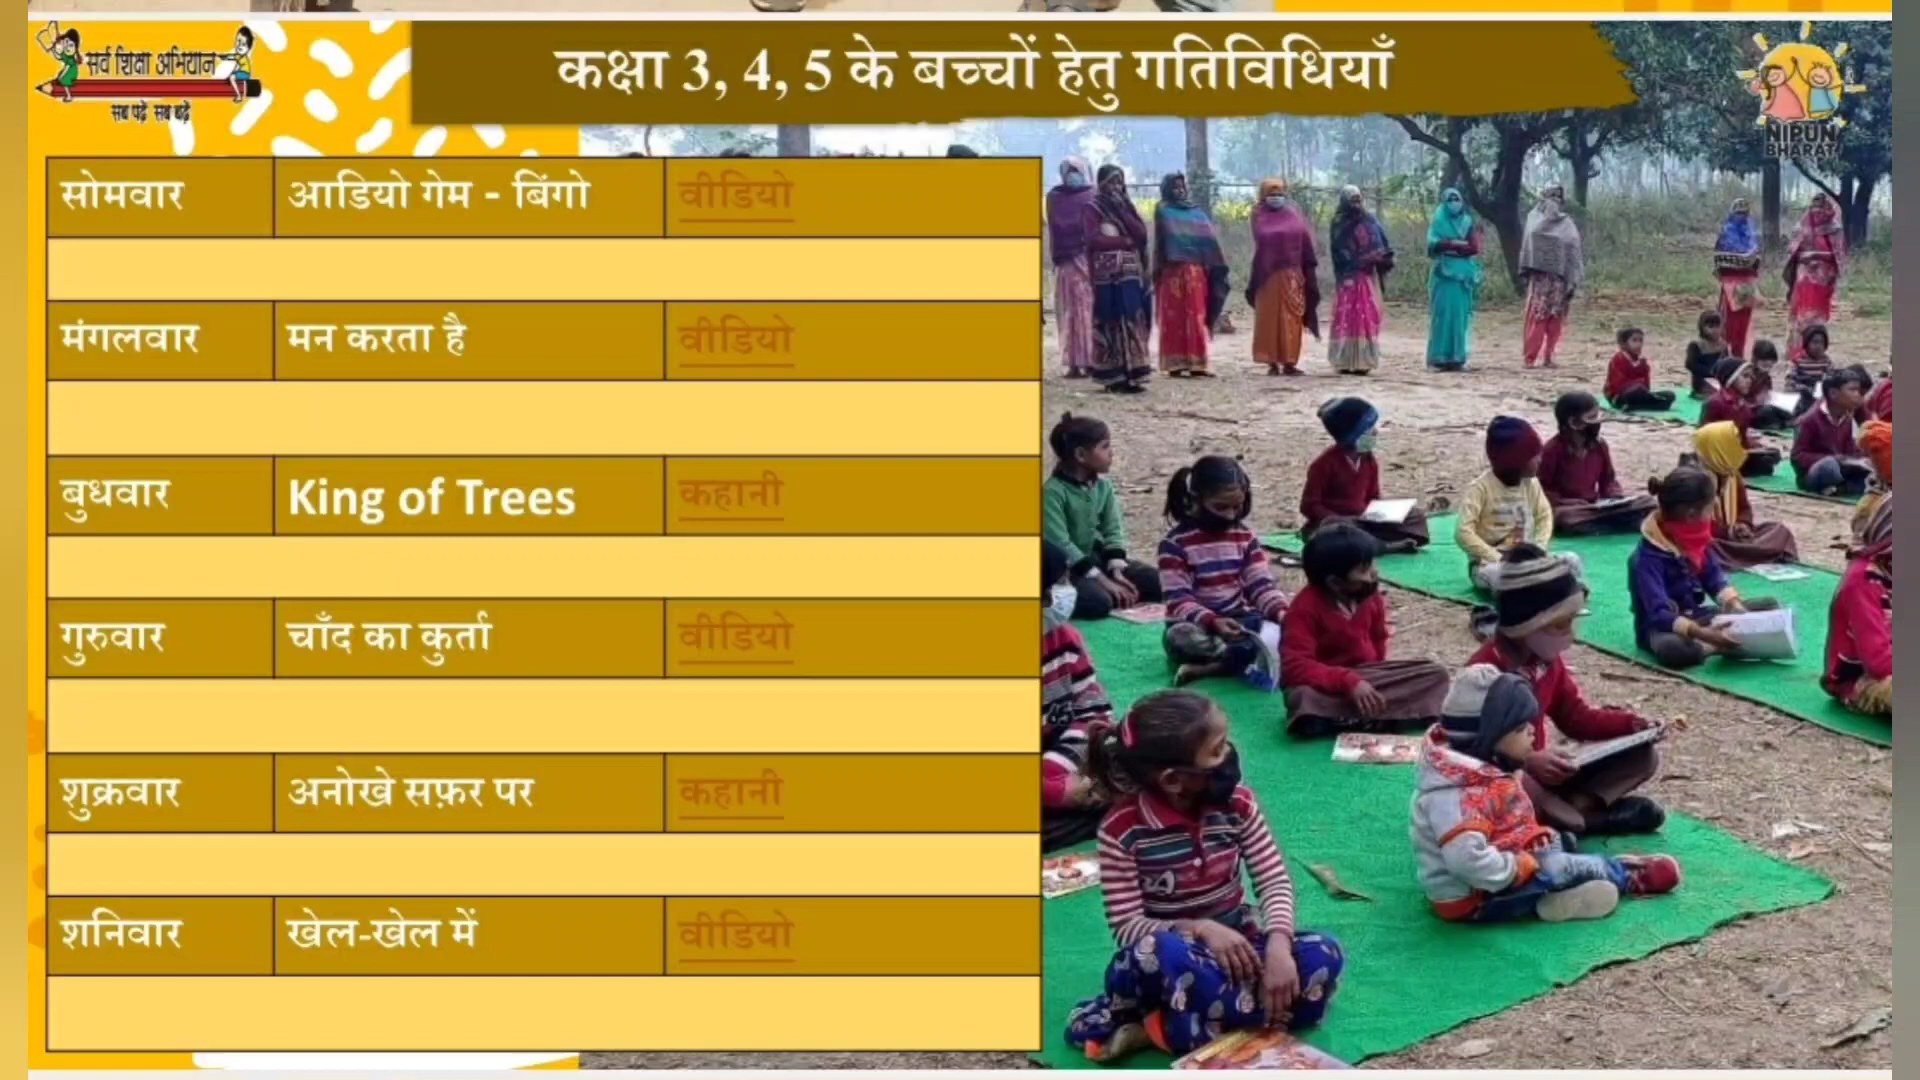 सर्व शिक्षा अभियान
सब पढ़ें सब बढ़ें
कक्षा 3, 4, 5 के बच्चों हेतु गतिविधियाँ
NIPUN
BHARAT
सोमवार आडियो गेम - बिंगो वीडियो
मंगलवार मन करता है वीडियो
बुधवार King of Trees कहानी
गुरुवार चाँद का कुर्ता वीडियो
शुक्रवार अनोखे सफ़र पर कहानी
शनिवार खेल-खेल में वीडियो